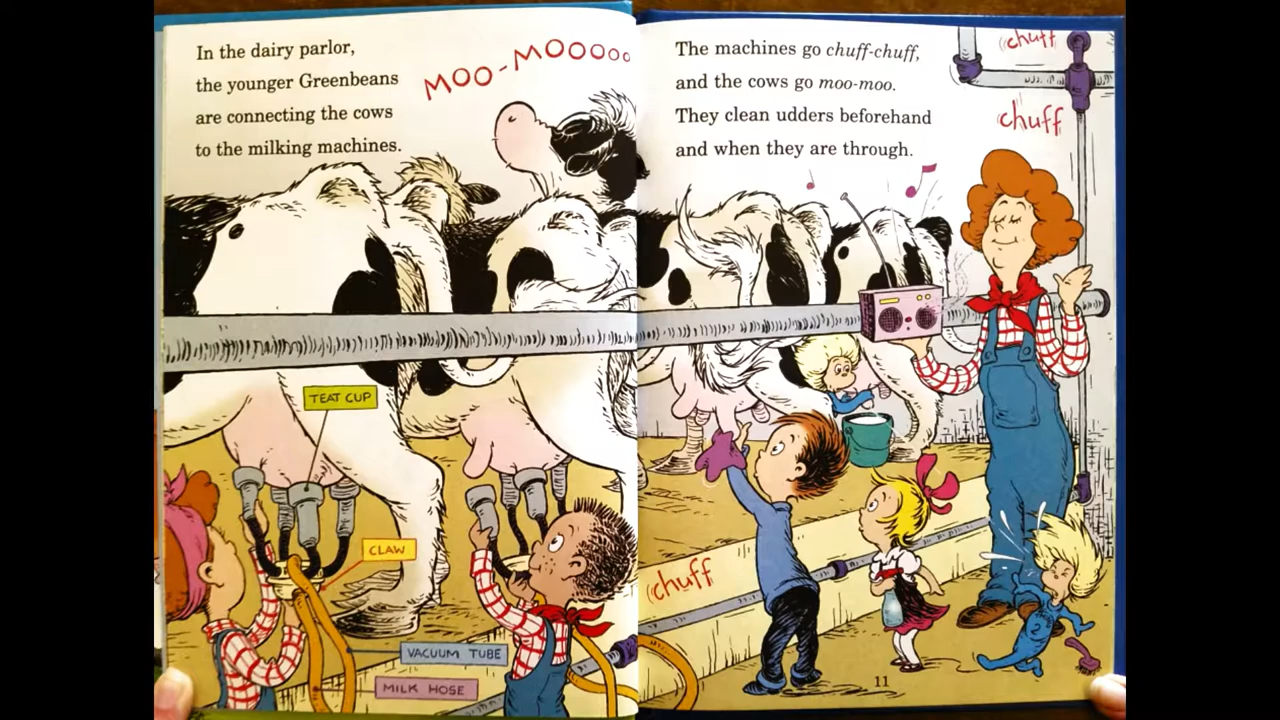 In the dairy parlor,
the younger Greenbeans
are connecting the cows
to the milking machines.
MOO-MOOOOO
TEAT CUP
CLAW
VACUUM TUBE
MILK HOSE
The machines go chuff-chuff,
and the cows go moo-moo.
They clean udders beforehand
and when they are through.
chuff
chuff
chuff
2
11